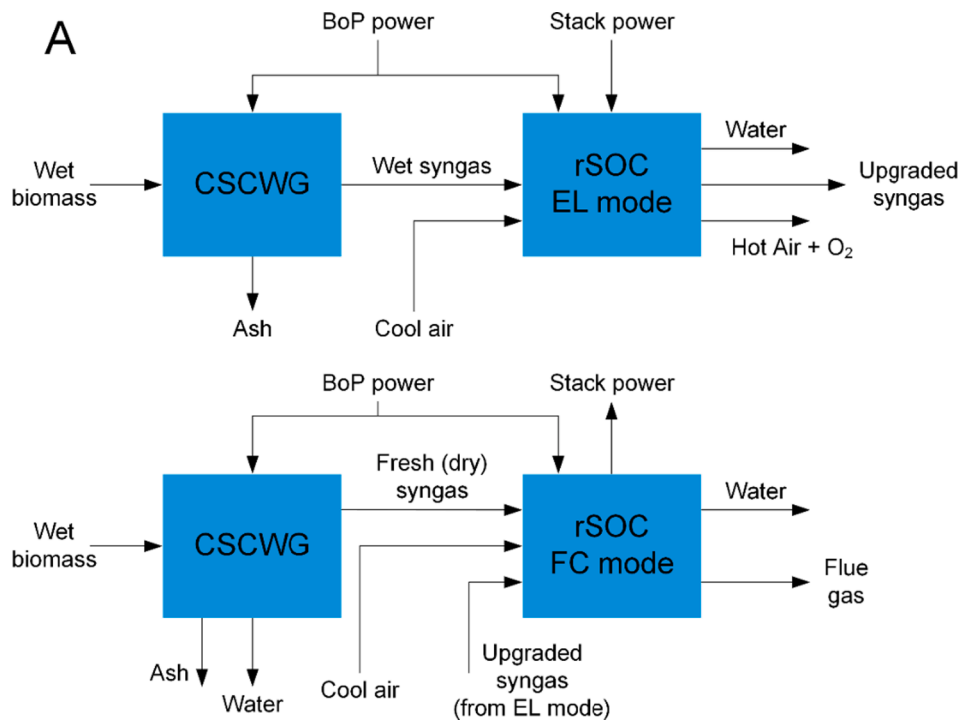 A
BoP power
Stack power
Wet
biomass
CSCWG
Wet syngas
rSOC
EL mode
Water
Upgraded
syngas
Hot Air + O₂
Ash
Cool air
BoP power
Stack power
Fresh (dry)
syngas
Wet
biomass
CSCWG
rSOC
FC mode
Water
Flue
gas
Ash
Water
Cool air
Upgraded
syngas
(from EL mode)